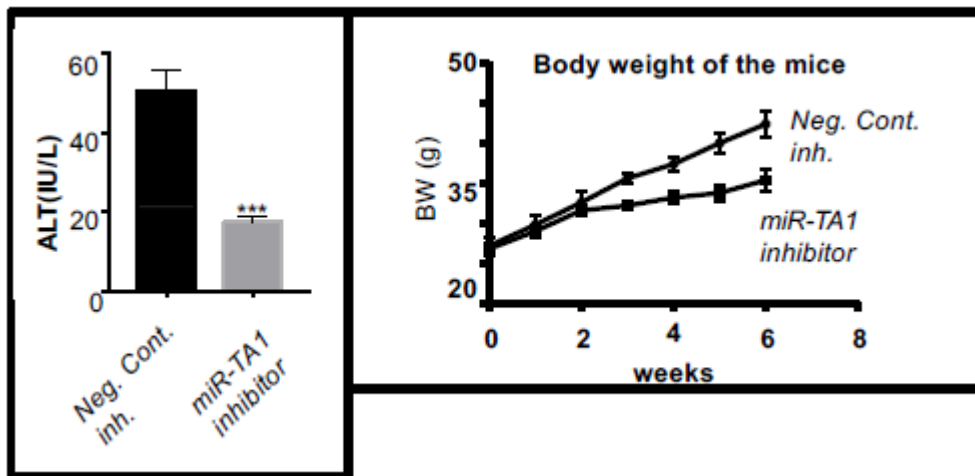 60
40
20
0
ALT(IU/L)
***
Neg. Cont.
inh.
miR-TA1
inhibitor
Body weight of the mice
50
35
20
BW (g)
Neg. Cont.
inh.
miR-TA1
inhibitor
0 2 4 6 8
weeks